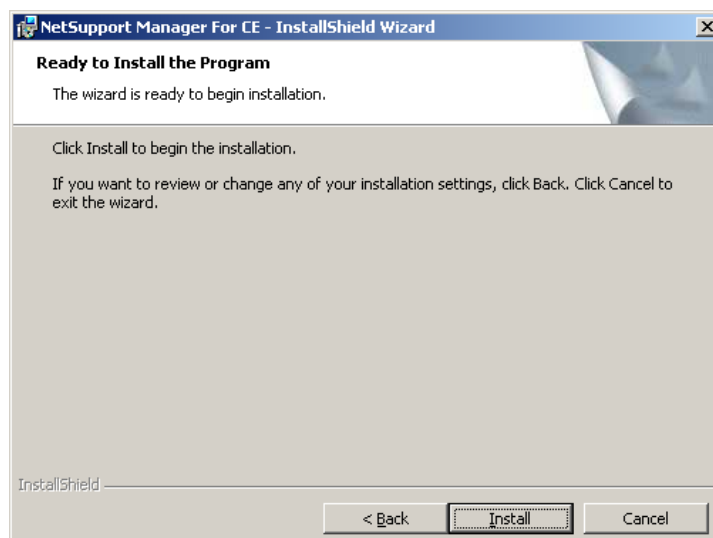 NetSupport Manager For CE - InstallShield Wizard
Ready to Install the Program
The wizard is ready to begin installation.
Click Install to begin the installation.
If you want to review or change any of your installation settings, click Back. Click Cancel to
exit the wizard.
InstallShield
< Back Install Cancel